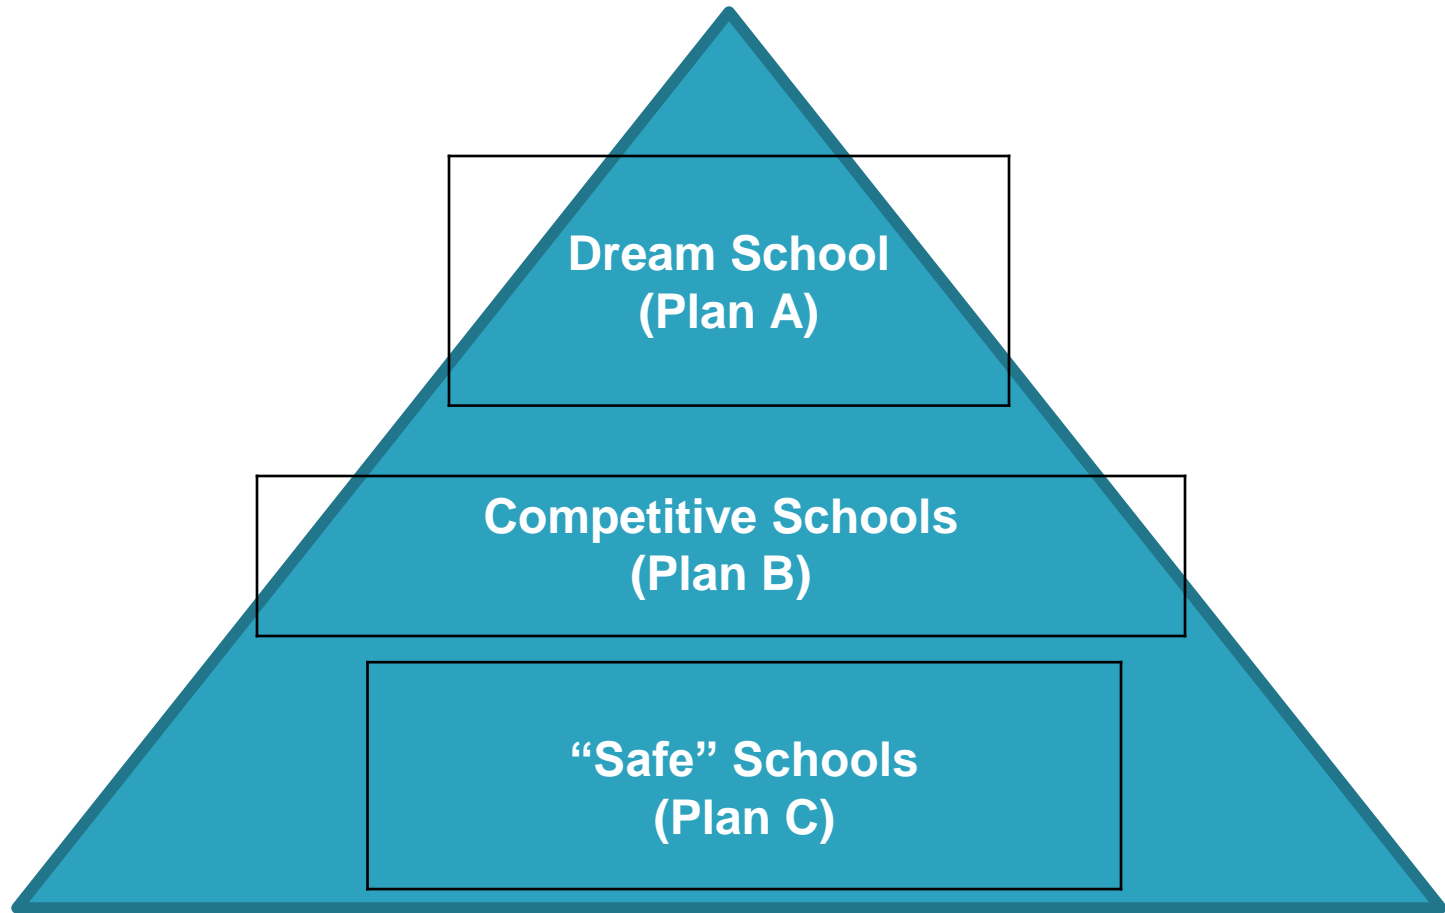 Dream School
(Plan A)
Competitive Schools
(Plan B)
“Safe” Schools
(Plan C)